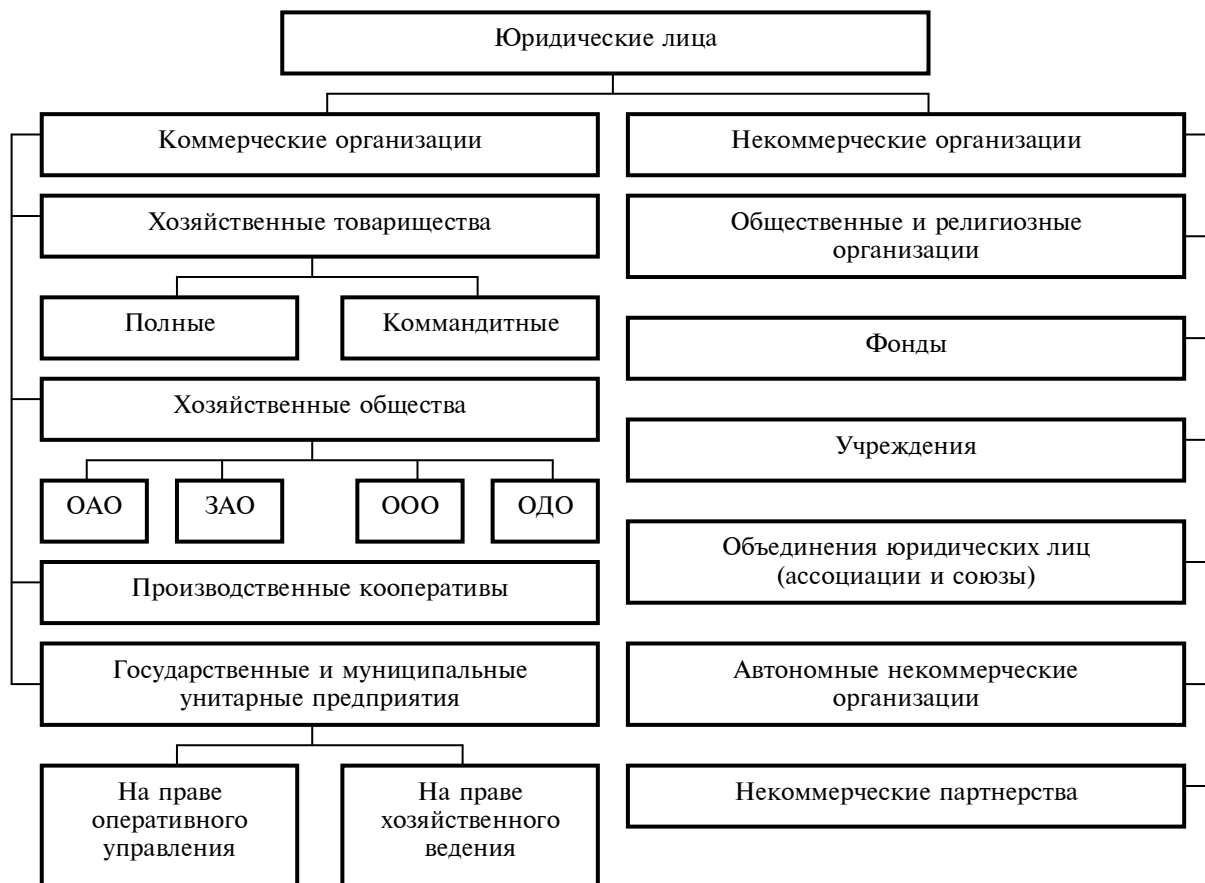 Юридические лица
Коммерческие организации
Хозяйственные товарищества
Полные
Коммандитные
Хозяйственные общества
ОАО
ЗАО
ООО
ОДО
Производственные кооперативы
Государственные и муниципальные
унитарные предприятия
На праве
оперативного
управления
На праве
хозяйственного
ведения
Некоммерческие организации
Общественные и религиозные
организации
Фонды
Учреждения
Объединения юридических лиц
(ассоциации и союзы)
Автономные некоммерческие
организации
Некоммерческие партнерства